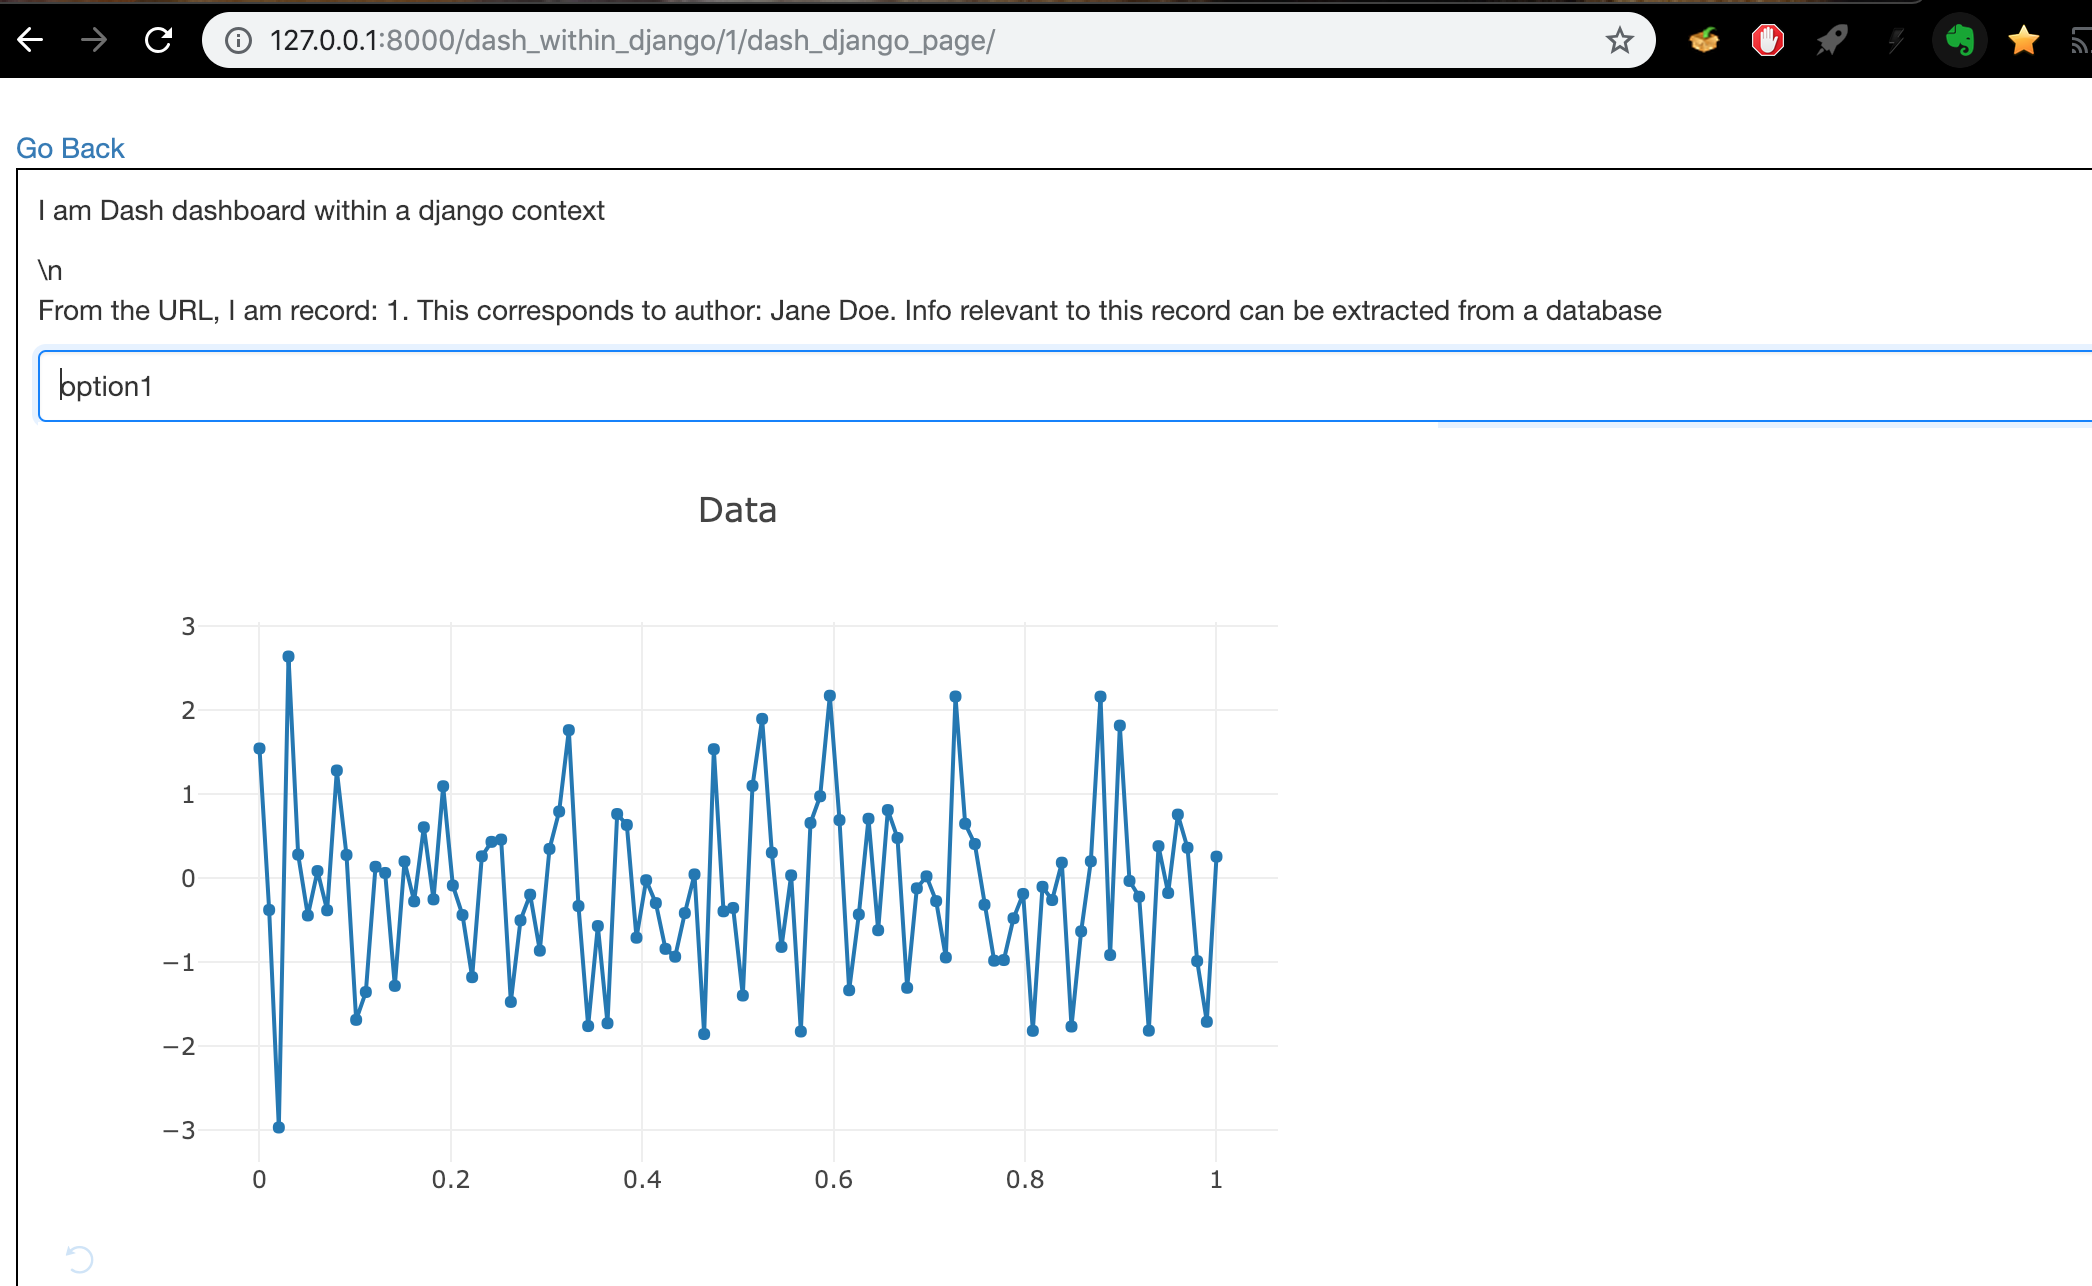 127.0.0.1:8000/dash_within_django/1/dash_django_page/
Go Back
I am Dash dashboard within a django context
\n
From the URL, I am record: 1. This corresponds to author: Jane Doe. Info relevant to this record can be extracted from a database
option1
Data
3
2
1
0
−1
−2
−3
0 0.2 0.4 0.6 0.8 1